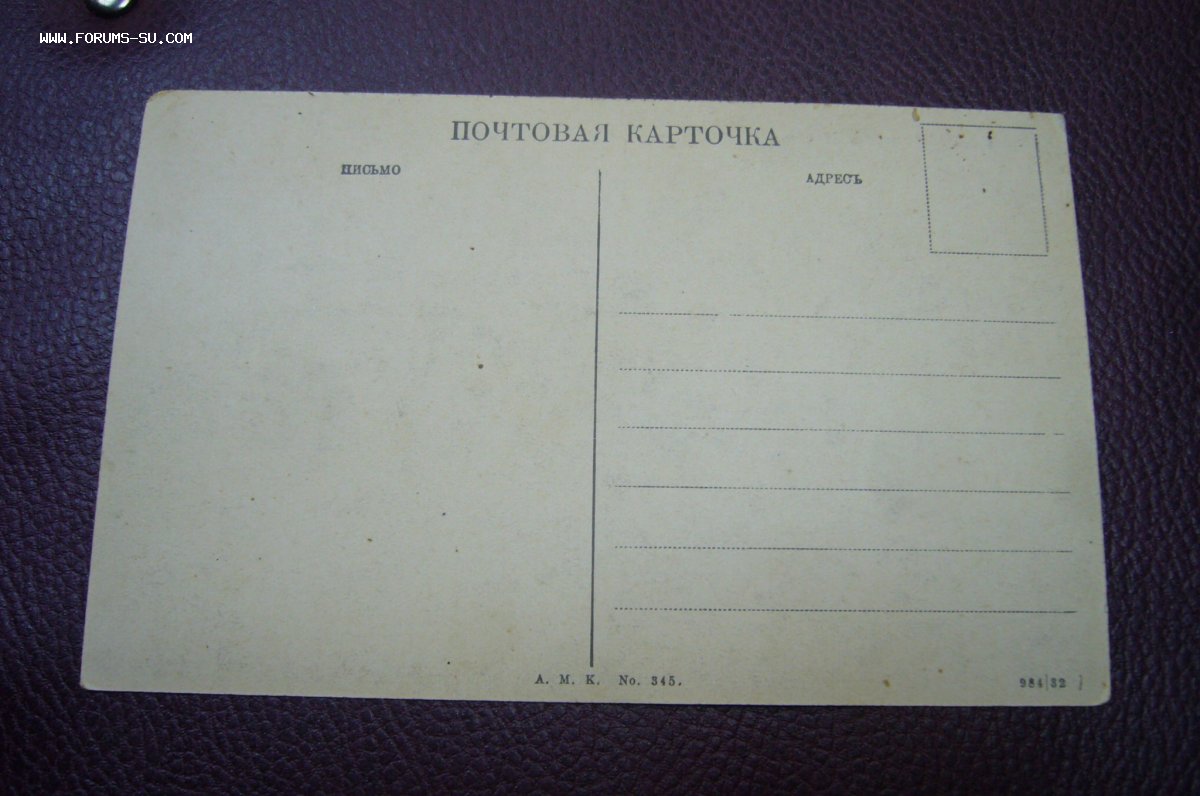 WWW.FORUMS-SU.COM
ПОЧТОВАЯ КАРТОЧКА
ПИСЬМО
АДРЕСЪ
А. М. К. No. 345.
984|32